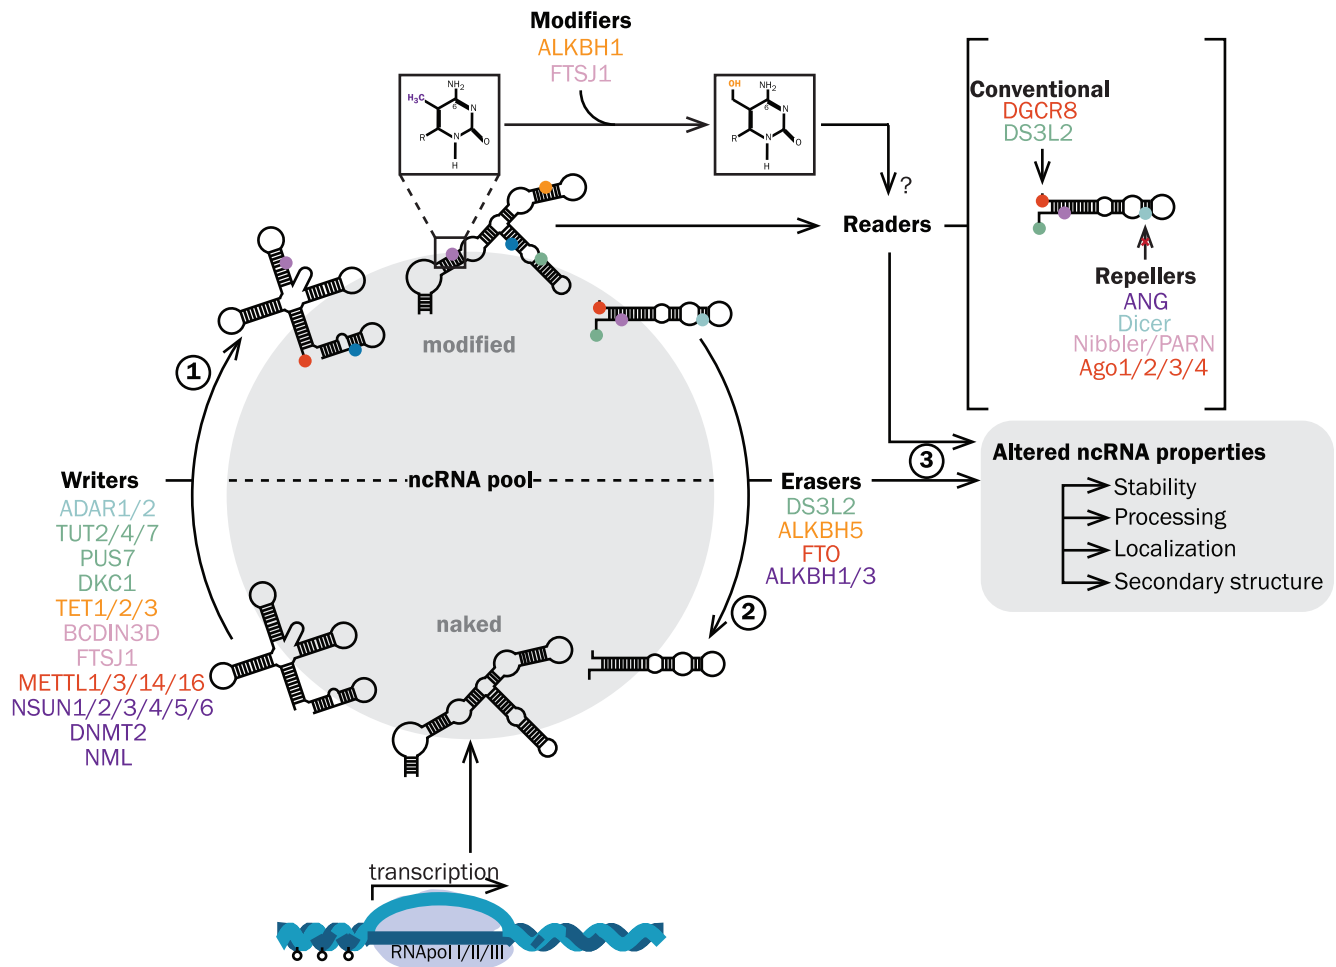 Modifiers
ALKBH1
FTSJ1
H₃C
NH₂
6
N
R
N
O
H
OH
NH₂
6
N
R
N
O
H
?
Readers
Conventional
DGCR8
DS3L2
Repellers
ANG
Dicer
Nibbler/PARN
Ago1/2/3/4
modified
1
Writers
ADAR1/2
TUT2/4/7
PUS7
DKC1
TET1/2/3
BCDIN3D
FTSJ1
METTL1/3/14/16
NSUN1/2/3/4/5/6
DNMT2
NML
ncRNA pool
Erasers
DS3L2
ALKBH5
FTO
ALKBH1/3
2
3
Altered ncRNA properties
Stability
Processing
Localization
Secondary structure
naked
transcription
RNApol I/II/III